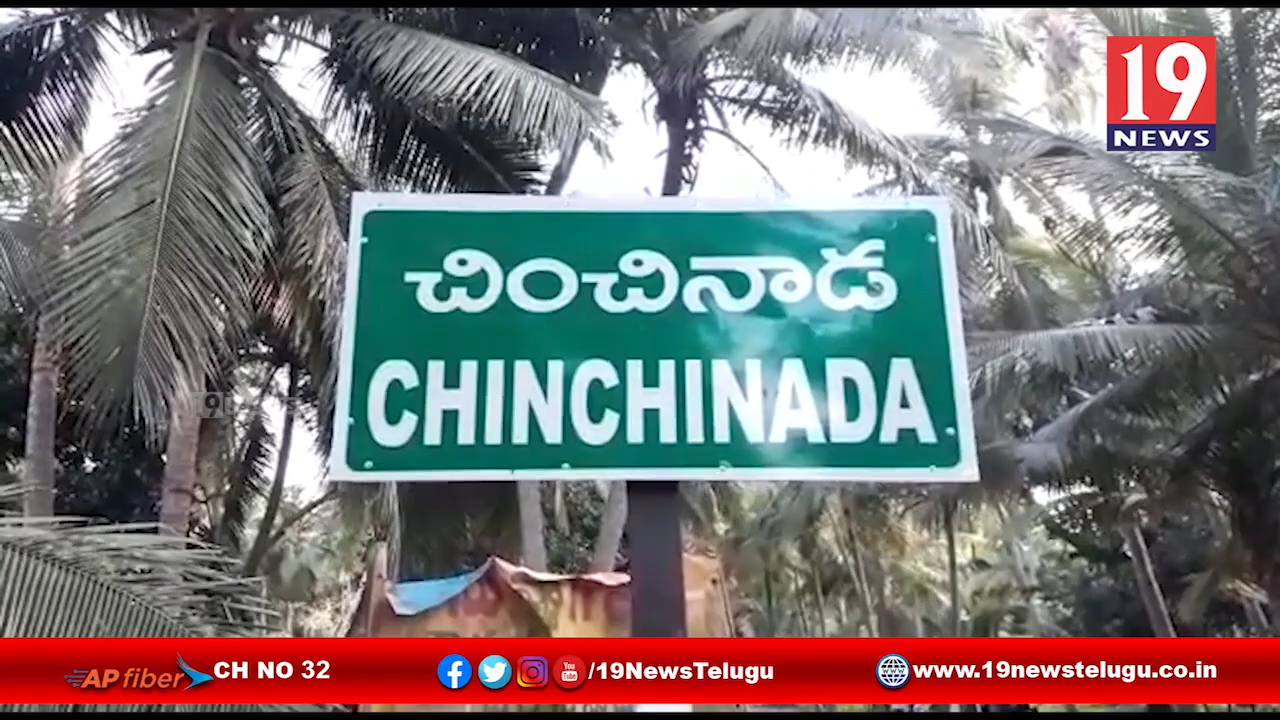 19
NEWS
చించినాడ
CHINCHINADA
AP fiber CH NO 32 /19NewsTelugu www.19newstelugu.co.in